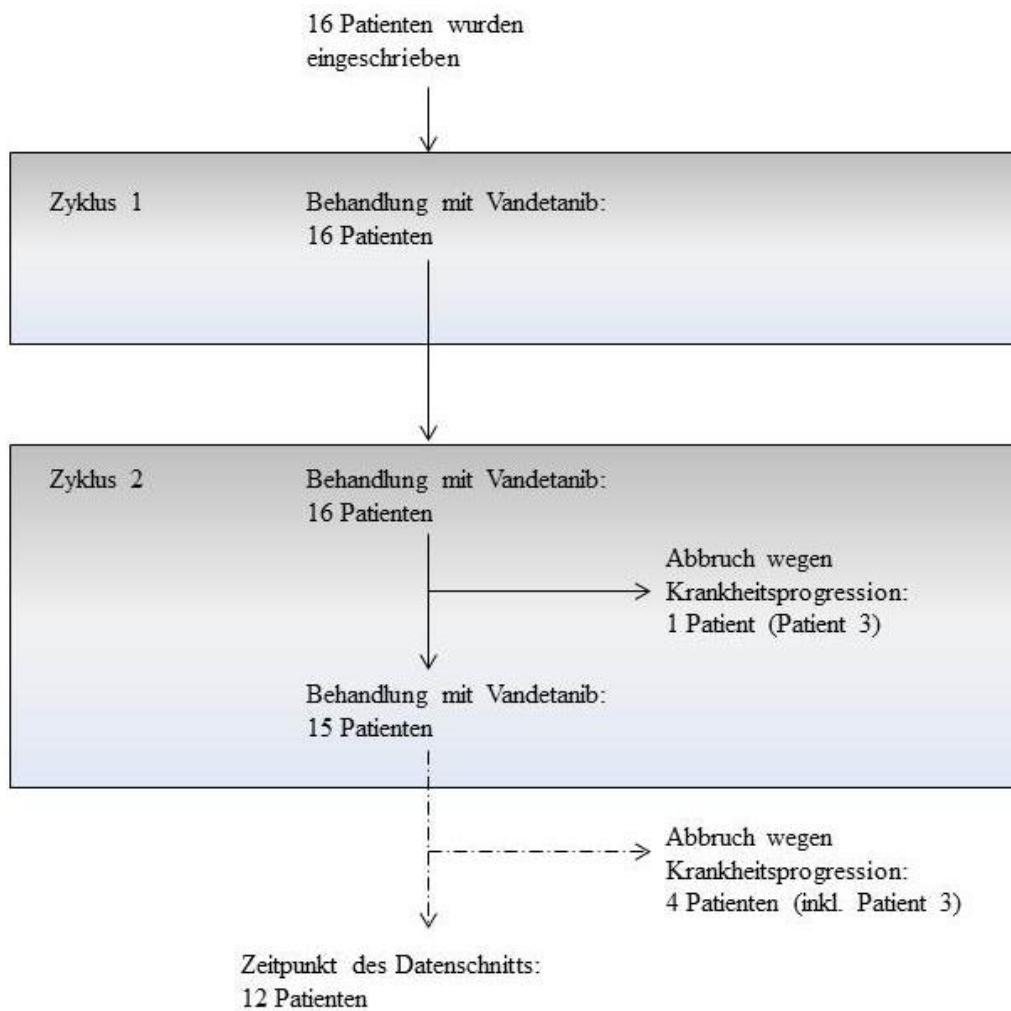 16 Patienten wurden
eingeschrieben
Zyklus 1
Behandlung mit Vandetanib:
16 Patienten
Zyklus 2
Behandlung mit Vandetanib:
16 Patienten
Abbruch wegen
Krankheitsprogression:
1 Patient (Patient 3)
Behandlung mit Vandetanib:
15 Patienten
Abbruch wegen
Krankheitsprogression:
4 Patienten (inkl. Patient 3)
Zeitpunkt des Datenschnitts:
12 Patienten